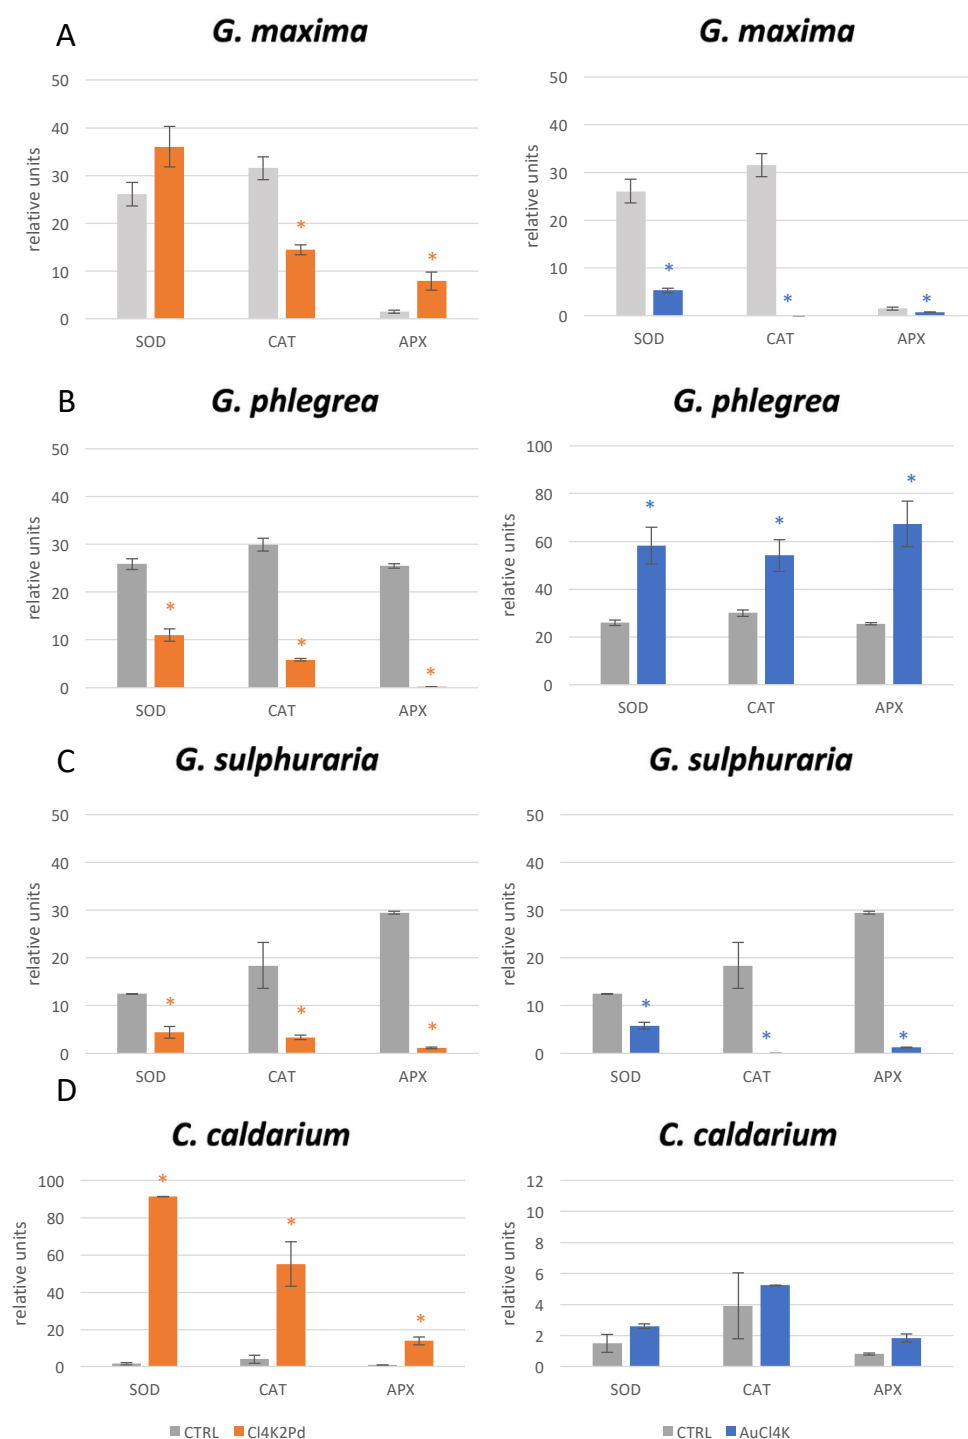 A
G. maxima
G. maxima
50
40
30
20
10
0
relative units
* *
SOD CAT APX
50
40
30
20
10
0
relative units
* * *
SOD CAT APX
B
G. phlegrea
G. phlegrea
50
40
30
20
10
0
relative units
* * *
SOD CAT APX
100
80
60
40
20
0
relative units
* * *
SOD CAT APX
C
G. sulphuraria
G. sulphuraria
50
40
30
20
10
0
relative units
* * *
SOD CAT APX
50
40
30
20
10
0
relative units
* * *
SOD CAT APX
D
C. caldarium
C. caldarium
100
80
60
40
20
0
relative units
* * *
SOD CAT APX
CTRL Cl4K2Pd
12
10
8
6
4
2
0
relative units
SOD CAT APX
CTRL AuCl4K